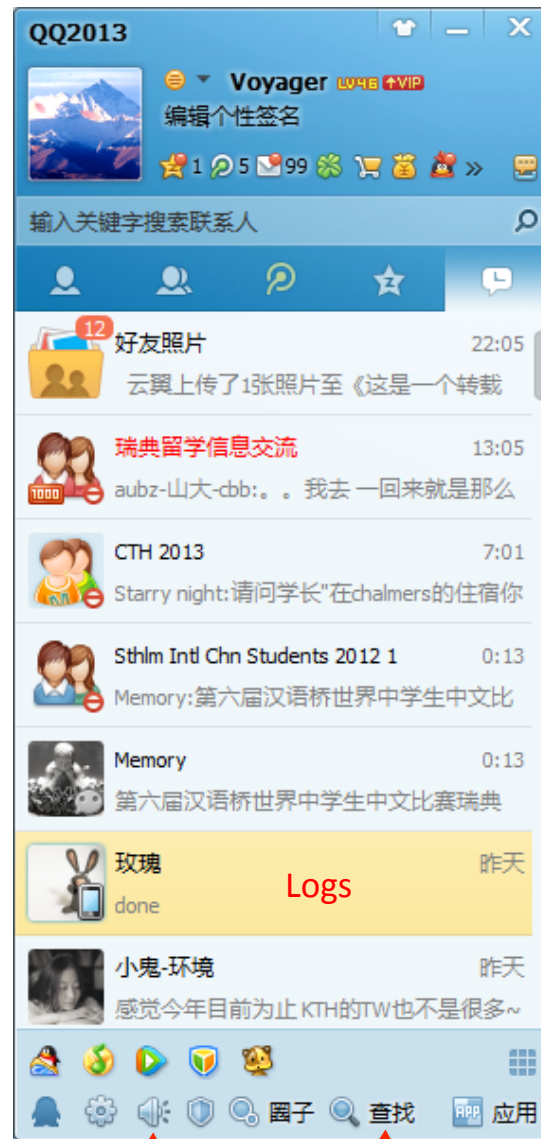 QQ2013
Voyager LV46 VIP
编辑个性签名
1 5 99
输入关键字搜索联系人
12
好友照片 22:05
云翼上传了1张照片至《这是一个转载
瑞典留学信息交流 13:05
1000
aubz-山大-cbb:。。我去 一回来就是那么
CTH 2013 7:01
Starry night:请问学长"在chalmers的住宿你
Sthlm Intl Chn Students 2012 1 0:13
Memory:第六届汉语桥世界中学生中文比
Memory 0:13
第六届汉语桥世界中学生中文比赛瑞典
玫瑰 昨天
Logs
done
小鬼-环境 昨天
感觉今年目前为止 KTH的TW也不是很多~
圈子 查找 APP 应用